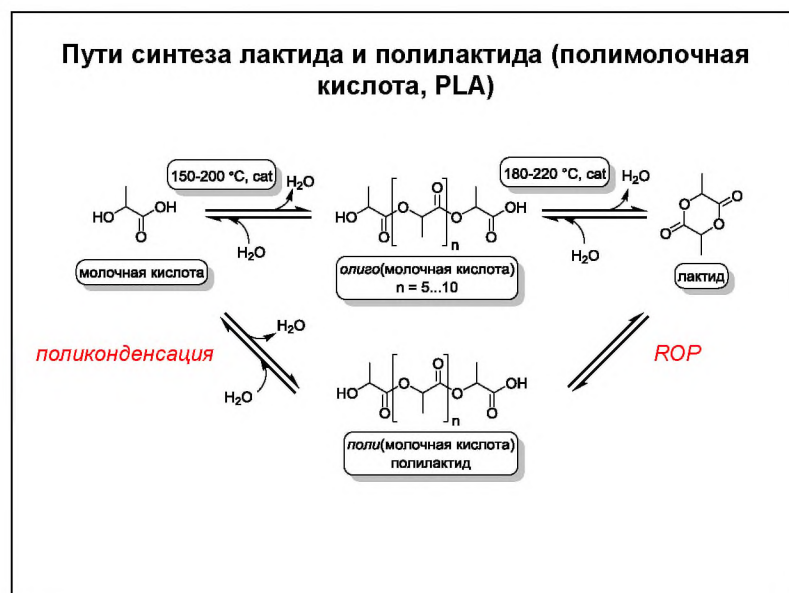 Пути синтеза лактида и полилактида (полимолочная
кислота, PLA)
150-200 °C, cat
H2O
H2O
180-220 °C, cat
H2O
H2O
HO
OH
O
HO
O
O
O
O
n
OH
O
O
O
O
O
молочная кислота
олиго(молочная кислота)
n = 5...10
лактид
поликонденсация
H2O
H2O
ROP
HO
O
O
O
O
n
OH
O
поли(молочная кислота)
полилактид